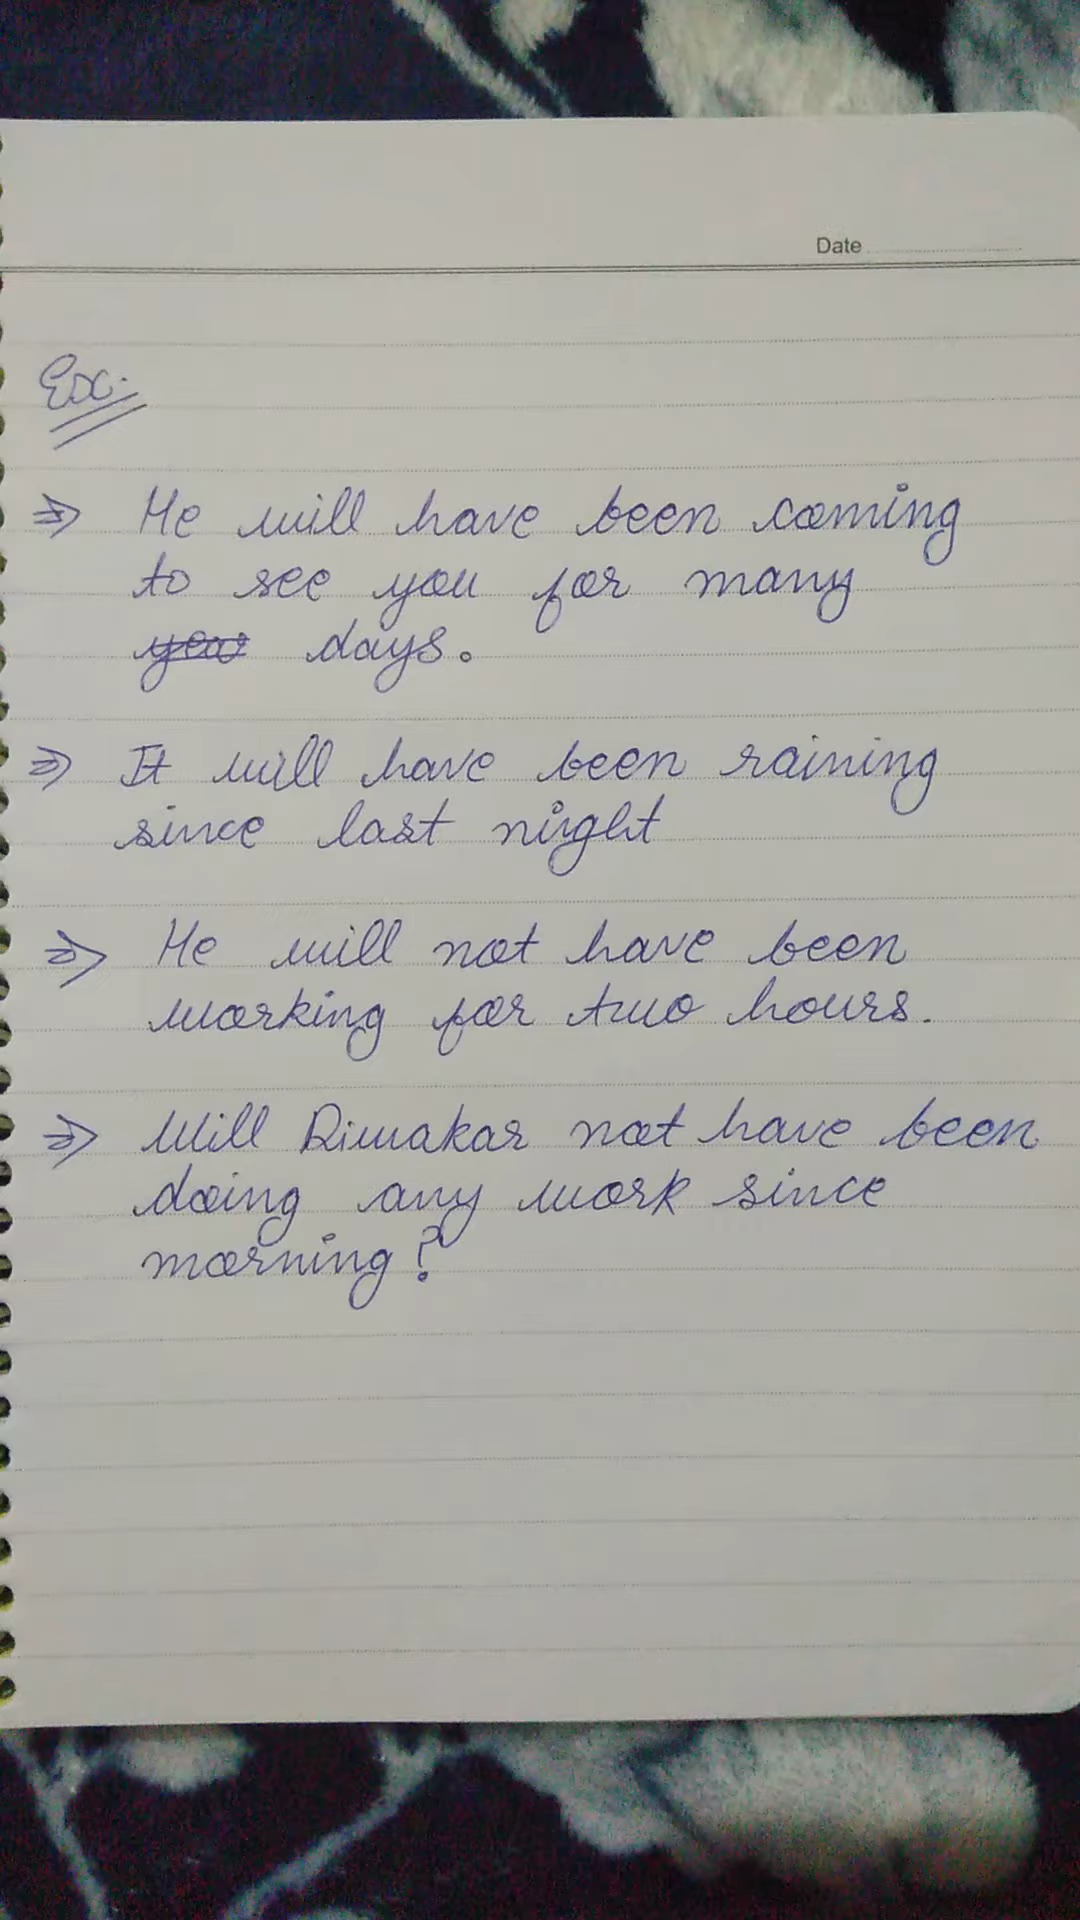 Date
Ex.
⇒ He will have been coming
to see you for many
~~year~~ days.
⇒ It will have been raining
since last night
⇒ He will not have been
working for two hours.
⇒ Will Diwakar not have been
doing any work since
morning?